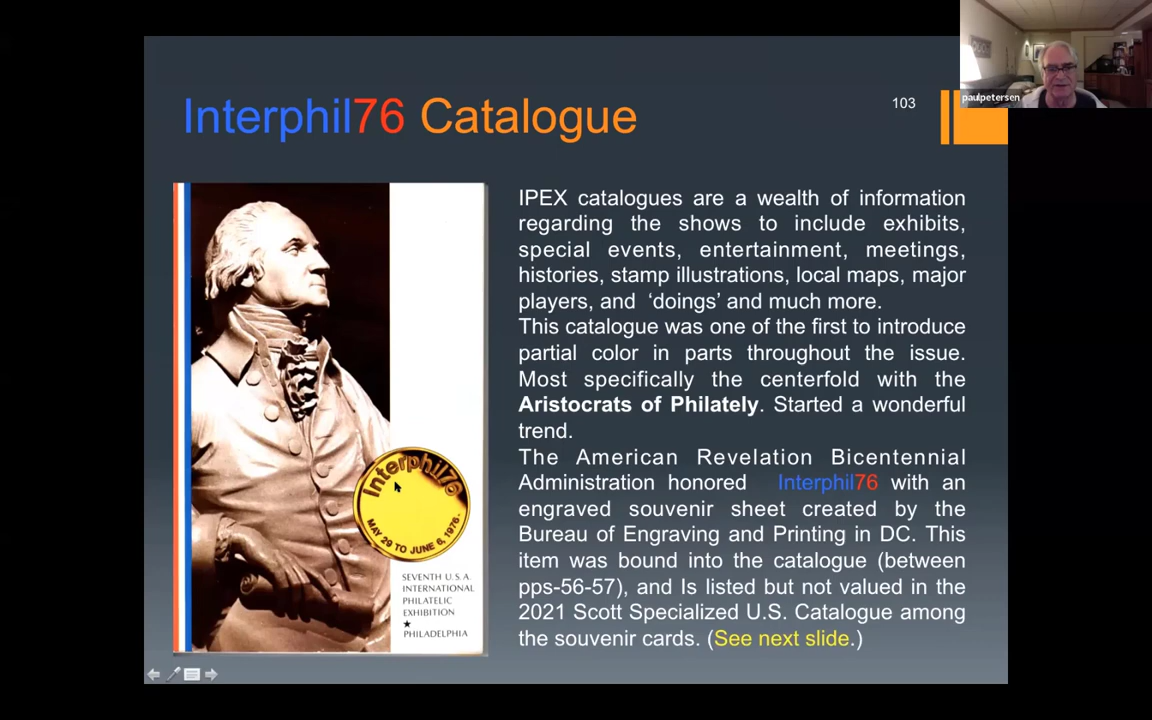 Interphil76 Catalogue
103
paulpetersen
IPEX catalogues are a wealth of information
regarding the shows to include exhibits,
special events, entertainment, meetings,
histories, stamp illustrations, local maps, major
players, and ‘doings’ and much more.
This catalogue was one of the first to introduce
partial color in parts throughout the issue.
Most specifically the centerfold with the
Aristocrats of Philately. Started a wonderful
trend.
The American Revelation Bicentennial
Administration honored Interphil76 with an
engraved souvenir sheet created by the
Bureau of Engraving and Printing in DC. This
item was bound into the catalogue (between
pps-56-57), and Is listed but not valued in the
2021 Scott Specialized U.S. Catalogue among
the souvenir cards. (See next slide.)
Interphil76
MAY 29 TO JUNE 6, 1976
SEVENTH U.S.A.
INTERNATIONAL
PHILATELIC
EXHIBITION
★
PHILADELPHIA